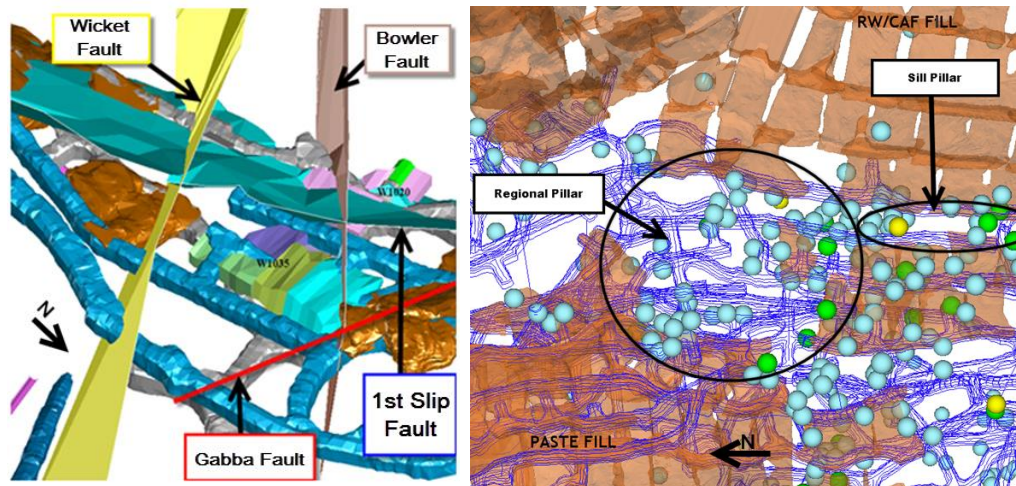 Wicket
Fault
Bowler
Fault
W1020
W1035
N
1st Slip
Fault
Gabba Fault
RW/CAF FILL
Sill Pillar
Regional Pillar
PASTE FILL
N